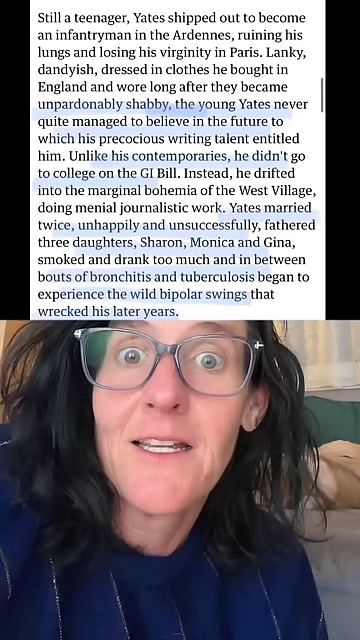 Still a teenager, Yates shipped out to become
an infantryman in the Ardennes, ruining his
lungs and losing his virginity in Paris. Lanky,
dandyish, dressed in clothes he bought in
England and wore long after they became
unpardonably shabby, the young Yates never
quite managed to believe in the future to
which his precocious writing talent entitled
him. Unlike his contemporaries, he didn't go
to college on the GI Bill. Instead, he drifted
into the marginal bohemia of the West Village,
doing menial journalistic work. Yates married
twice, unhappily and unsuccessfully, fathered
three daughters, Sharon, Monica and Gina,
smoked and drank too much and in between
bouts of bronchitis and tuberculosis began to
experience the wild bipolar swings that
wrecked his later years.